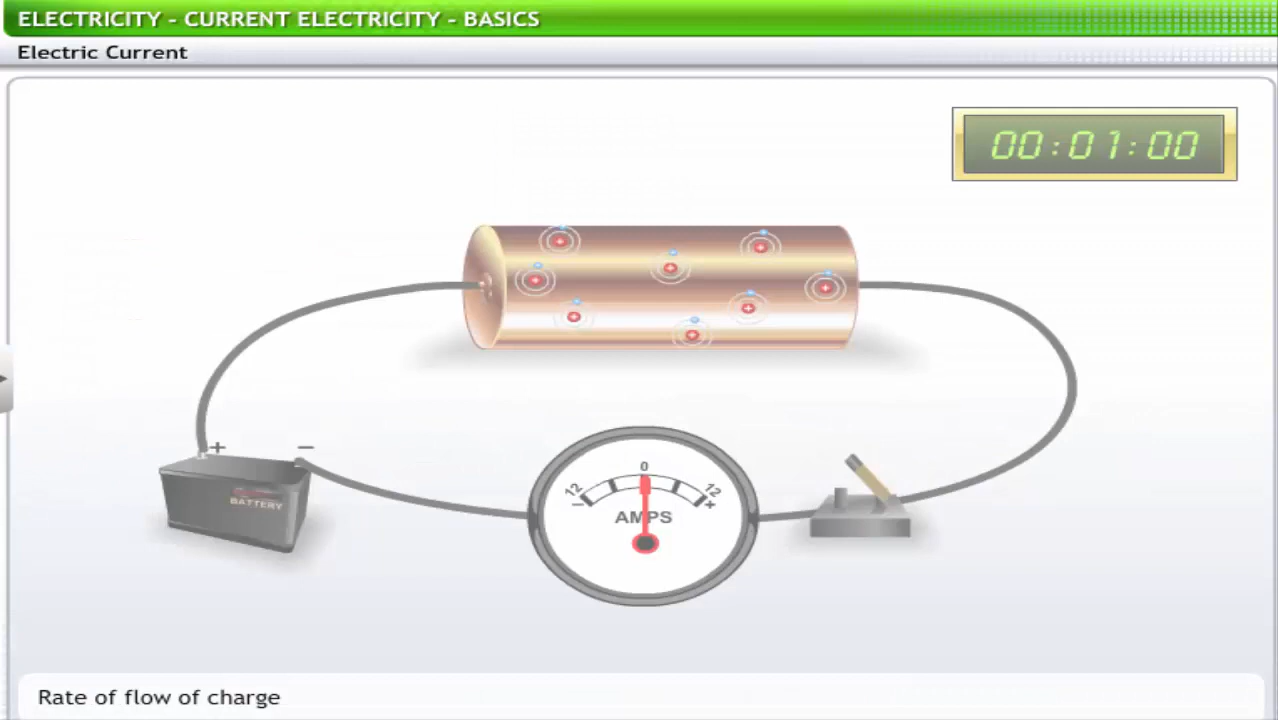 ELECTRICITY - CURRENT ELECTRICITY - BASICS
Electric Current
00:01:00
+ −
BATTERY
0
12 12
− +
AMPS
Rate of flow of charge